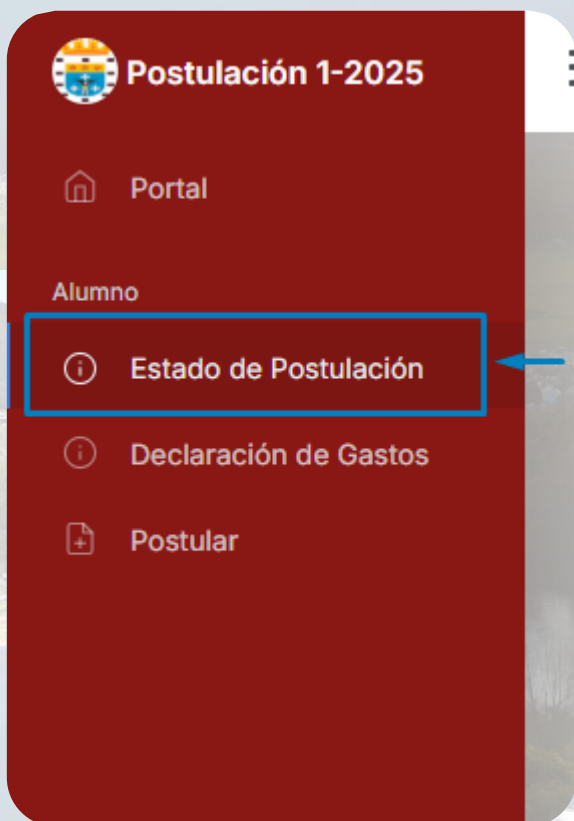 Postulación 1-2025
Portal
Alumno
Estado de Postulación
Declaración de Gastos
Postular